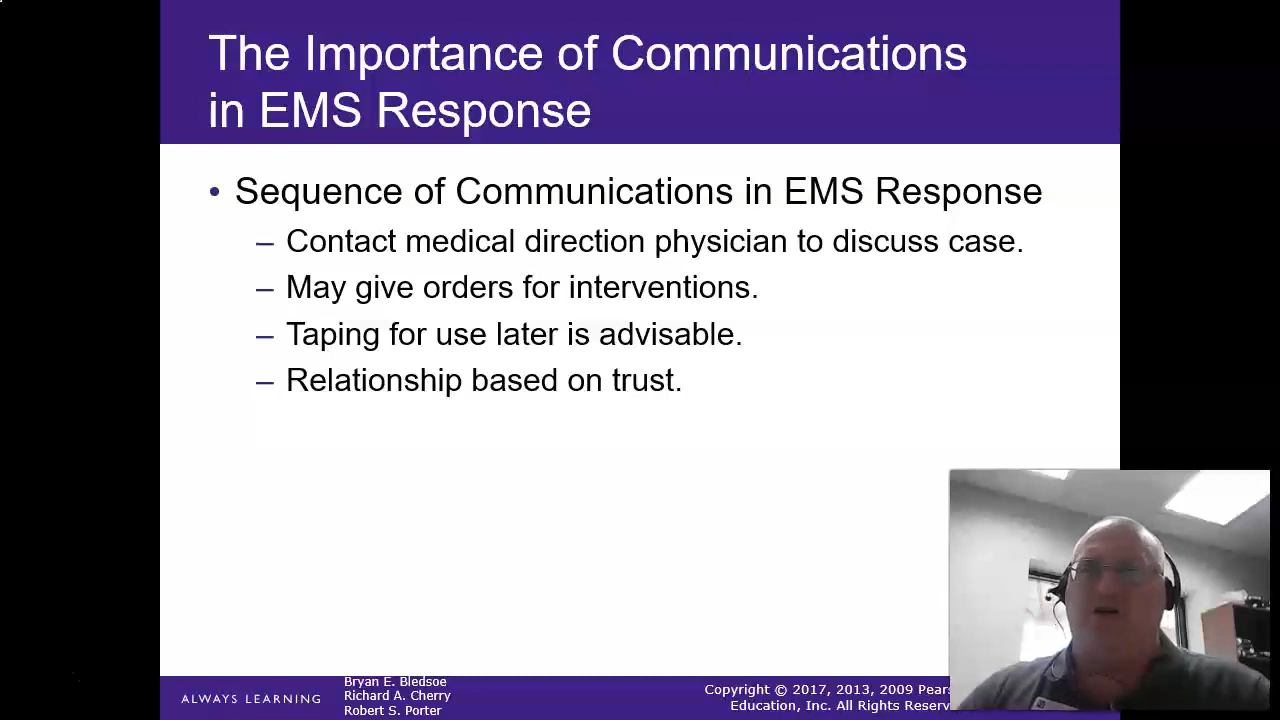 The Importance of Communications
in EMS Response
• Sequence of Communications in EMS Response
– Contact medical direction physician to discuss case.
– May give orders for interventions.
– Taping for use later is advisable.
– Relationship based on trust.
ALWAYS LEARNING
Bryan E. Bledsoe
Richard A. Cherry
Robert S. Porter
Copyright © 2017, 2013, 2009 Pears
Education, Inc. All Rights Reserv